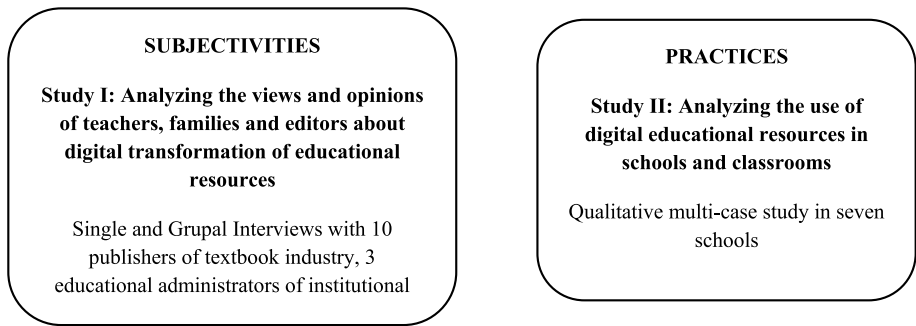 SUBJECTIVITIES
Study I: Analyzing the views and opinions
of teachers, families and editors about
digital transformation of educational
resources
Single and Grupal Interviews with 10
publishers of textbook industry, 3
educational administrators of institutional
PRACTICES
Study II: Analyzing the use of
digital educational resources in
schools and classrooms
Qualitative multi-case study in seven
schools